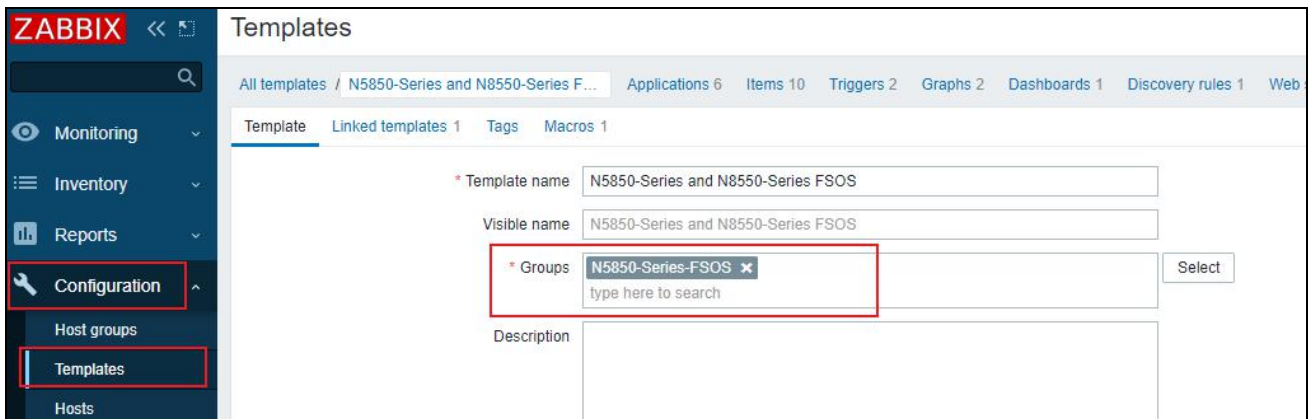 ZABBIX
Templates
All templates / N5850-Series and N8550-Series F... Applications 6 Items 10 Triggers 2 Graphs 2 Dashboards 1 Discovery rules 1 Web
Template Linked templates 1 Tags Macros 1
Monitoring
Inventory
Reports
Configuration
Host groups
Templates
Hosts
* Template name N5850-Series and N8550-Series FSOS
Visible name N5850-Series and N8550-Series FSOS
* Groups N5850-Series-FSOS Select
type here to search
Description